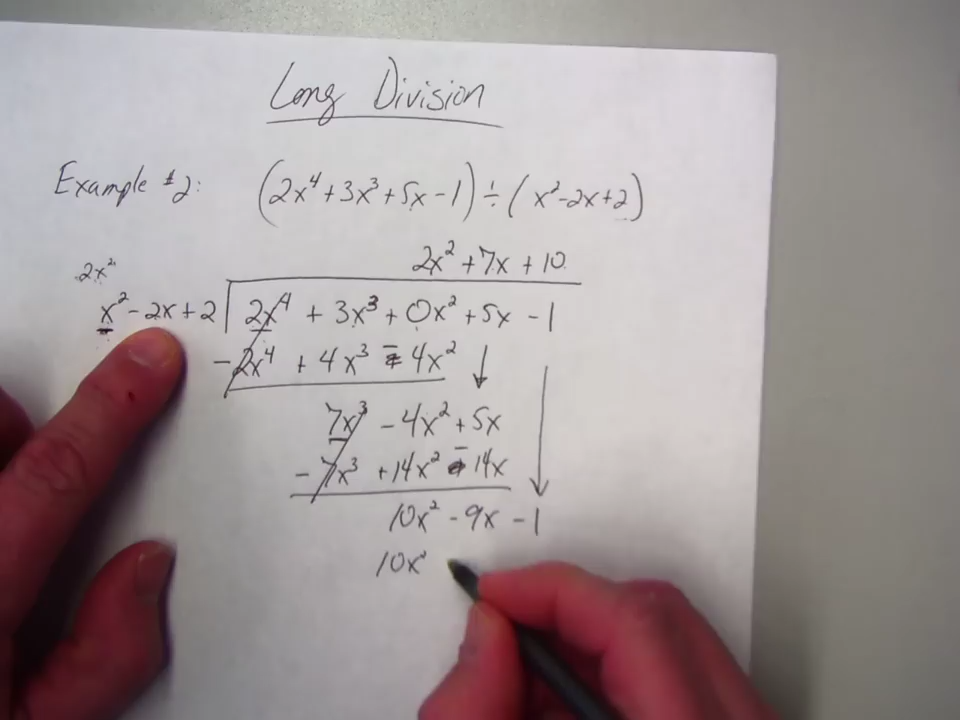 Long Division
Example #2: (2x⁴ + 3x³ + 5x - 1) ÷ (x² - 2x + 2)
2x² + 7x + 10
2x²
x² - 2x + 2 | 2x⁴ + 3x³ + 0x² + 5x - 1
- 2x⁴ + 4x³ - 4x²
7x³ - 4x² + 5x
- 7x³ + 14x² - 14x
10x² - 9x - 1
10x²